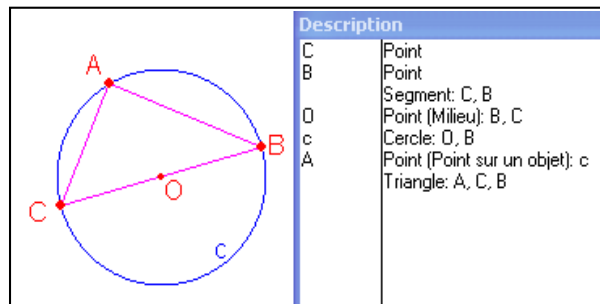 A
B
O
C
c
Description
C Point
B Point
Segment: C, B
O Point (Milieu): B, C
c Cercle: O, B
A Point (Point sur un objet): c
Triangle: A, C, B